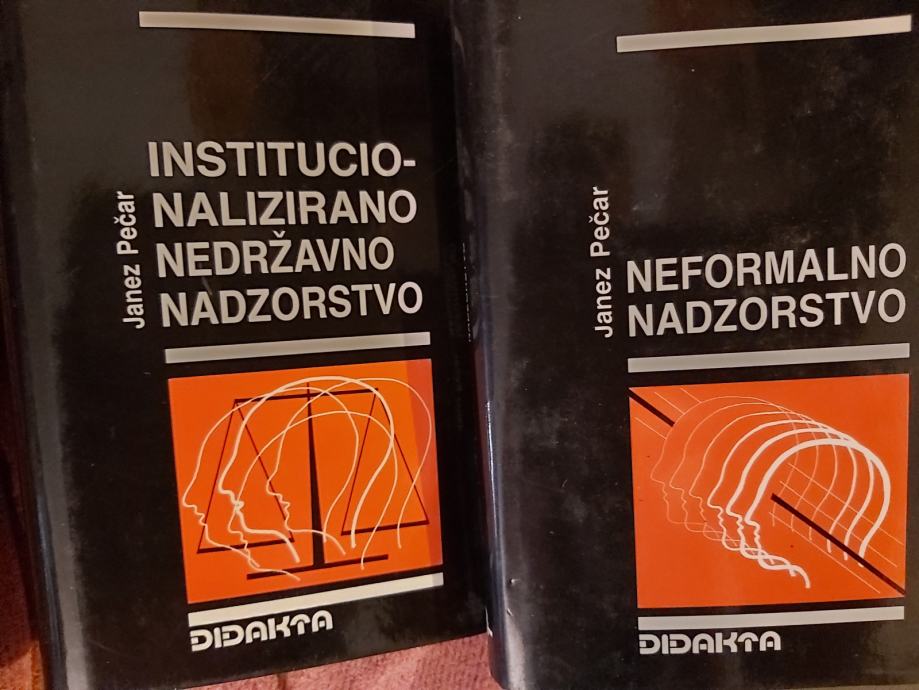 Janez Pečar
INSTITUCIO-
NALIZIRANO
NEDRŽAVNO
NADZORSTVO
DIDAKTA
Janez Pečar
NEFORMALNO
NADZORSTVO
DIDAKTA